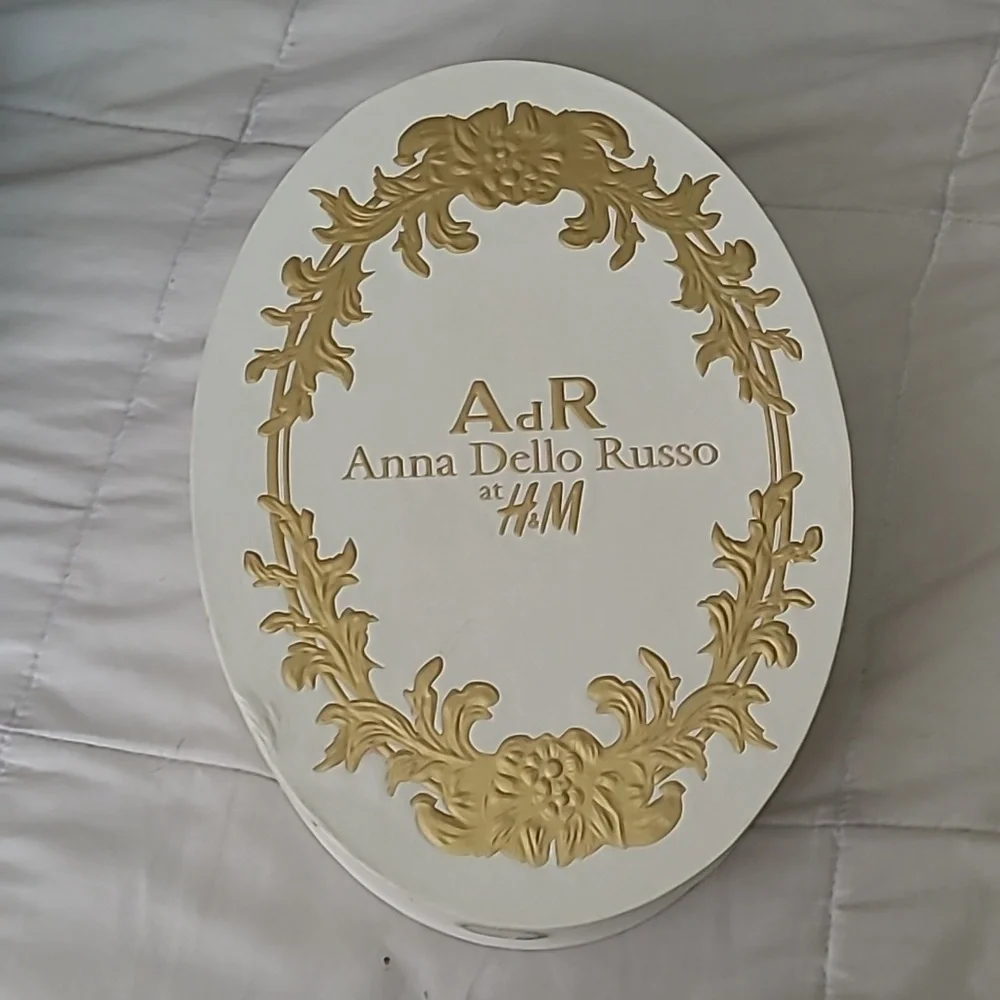 AdR
Anna Dello Russo
at H&M